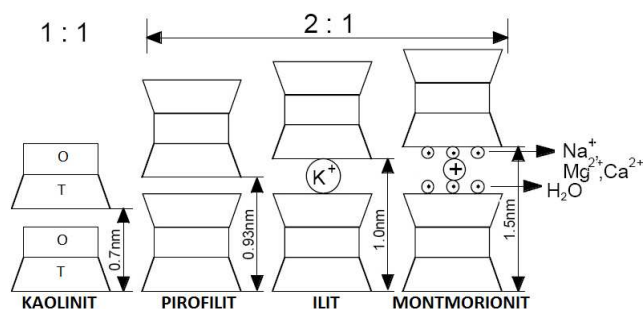 1 : 1
2 : 1
O
T
O
T
0.7nm
0.93nm
K+
1.0nm
+
1.5nm
Na+
Mg2+,Ca2+
H2O
KAOLINIT
PIROFILIT
ILIT
MONTMORIONIT